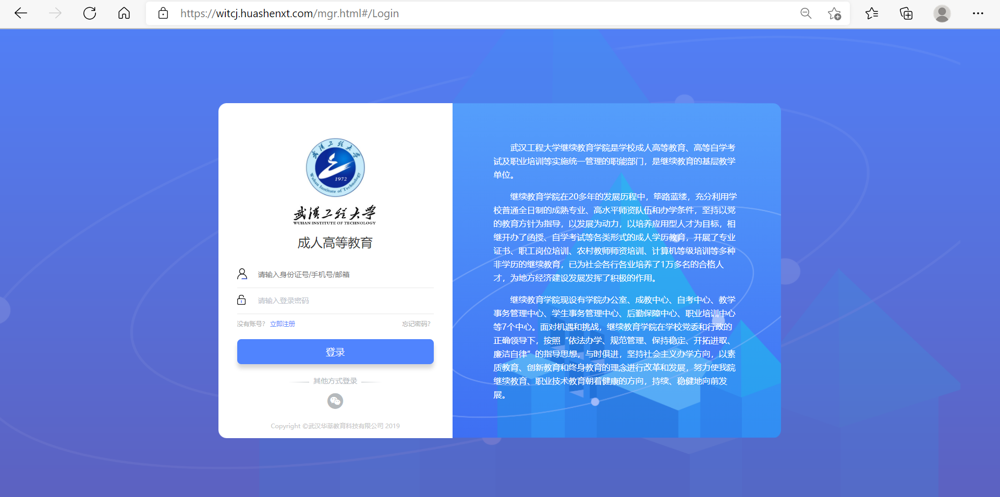 https://witcj.huashenxt.com/mgr.html#/Login
武汉工程大学
1972
Wuhan Institute of Technology
武汉工程大学
WUHAN INSTITUTE OF TECHNOLOGY
成人高等教育
请输入身份证号/手机号/邮箱
请输入登录密码
没有账号? 立即注册 忘记密码?
登录
其他方式登录
Copyright ©武汉华莘教育科技有限公司 2019
武汉工程大学继续教育学院是学校成人高等教育、高等自学考
试及职业培训等实施统一管理的职能部门，是继续教育的基层教学
单位。
继续教育学院在20多年的发展历程中，筚路蓝缕，充分利用学
校普通全日制的成熟专业、高水平师资队伍和办学条件，坚持以党
的教育方针为指导，以发展为动力，以培养应用型人才为目标，相
继开办了函授、自学考试等各类形式的成人学历教育，开展了专业
证书、职工岗位培训、农村教师师资培训、计算机等级培训等多种
非学历的继续教育，已为社会各行各业培养了1万多名的合格人
才，为地方经济建设发展发挥了积极的作用。
继续教育学院现设有学院办公室、成教中心、自考中心、教学
事务管理中心、学生事务管理中心、后勤保障中心、职业培训中心
等7个中心。面对机遇和挑战，继续教育学院在学校党委和行政的
正确领导下，按照“依法办学、规范管理、保持稳定、开拓进取、
廉洁自律”的指导思想，与时俱进，坚持社会主义办学方向，以素
质教育、创新教育和终身教育的理念进行改革和发展，努力使我院
继续教育、职业技术教育朝着健康的方向，持续、稳健地向前发
展。